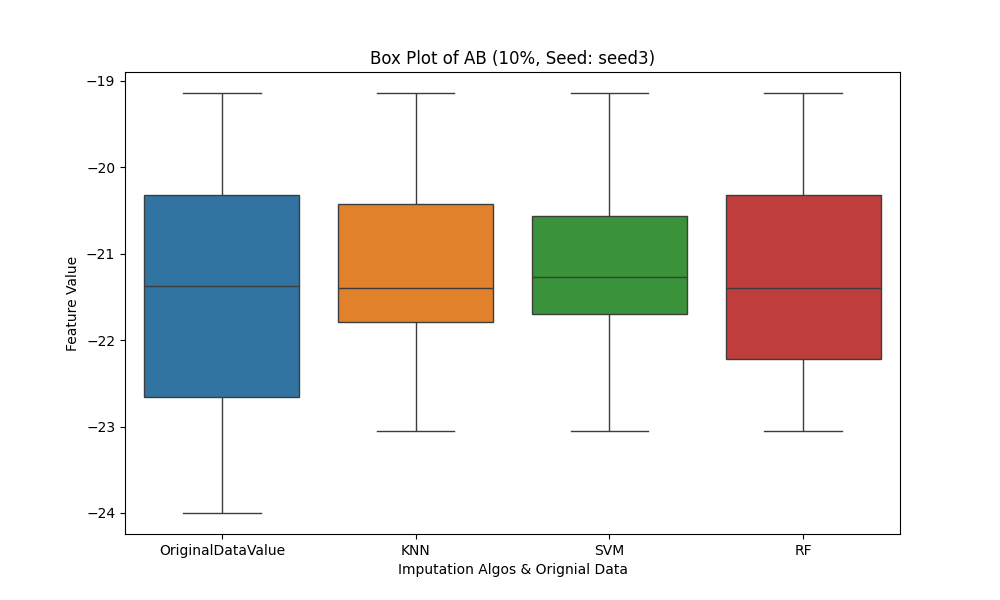 Box Plot of AB (10%, Seed: seed3)
Feature Value
−19
−20
−21
−22
−23
−24
OriginalDataValue
KNN
SVM
RF
Imputation Algos & Orignial Data